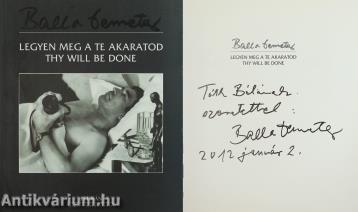 Balla Demeter
LEGYEN MEG A TE AKARATOD
THY WILL BE DONE
Antikvárium.hu
Balla Demeter
LEGYEN MEG A TE AKARATOD
THY WILL BE DONE
Tóth Bélának
szeretettel:
Balla Demeter
2012 január 2.